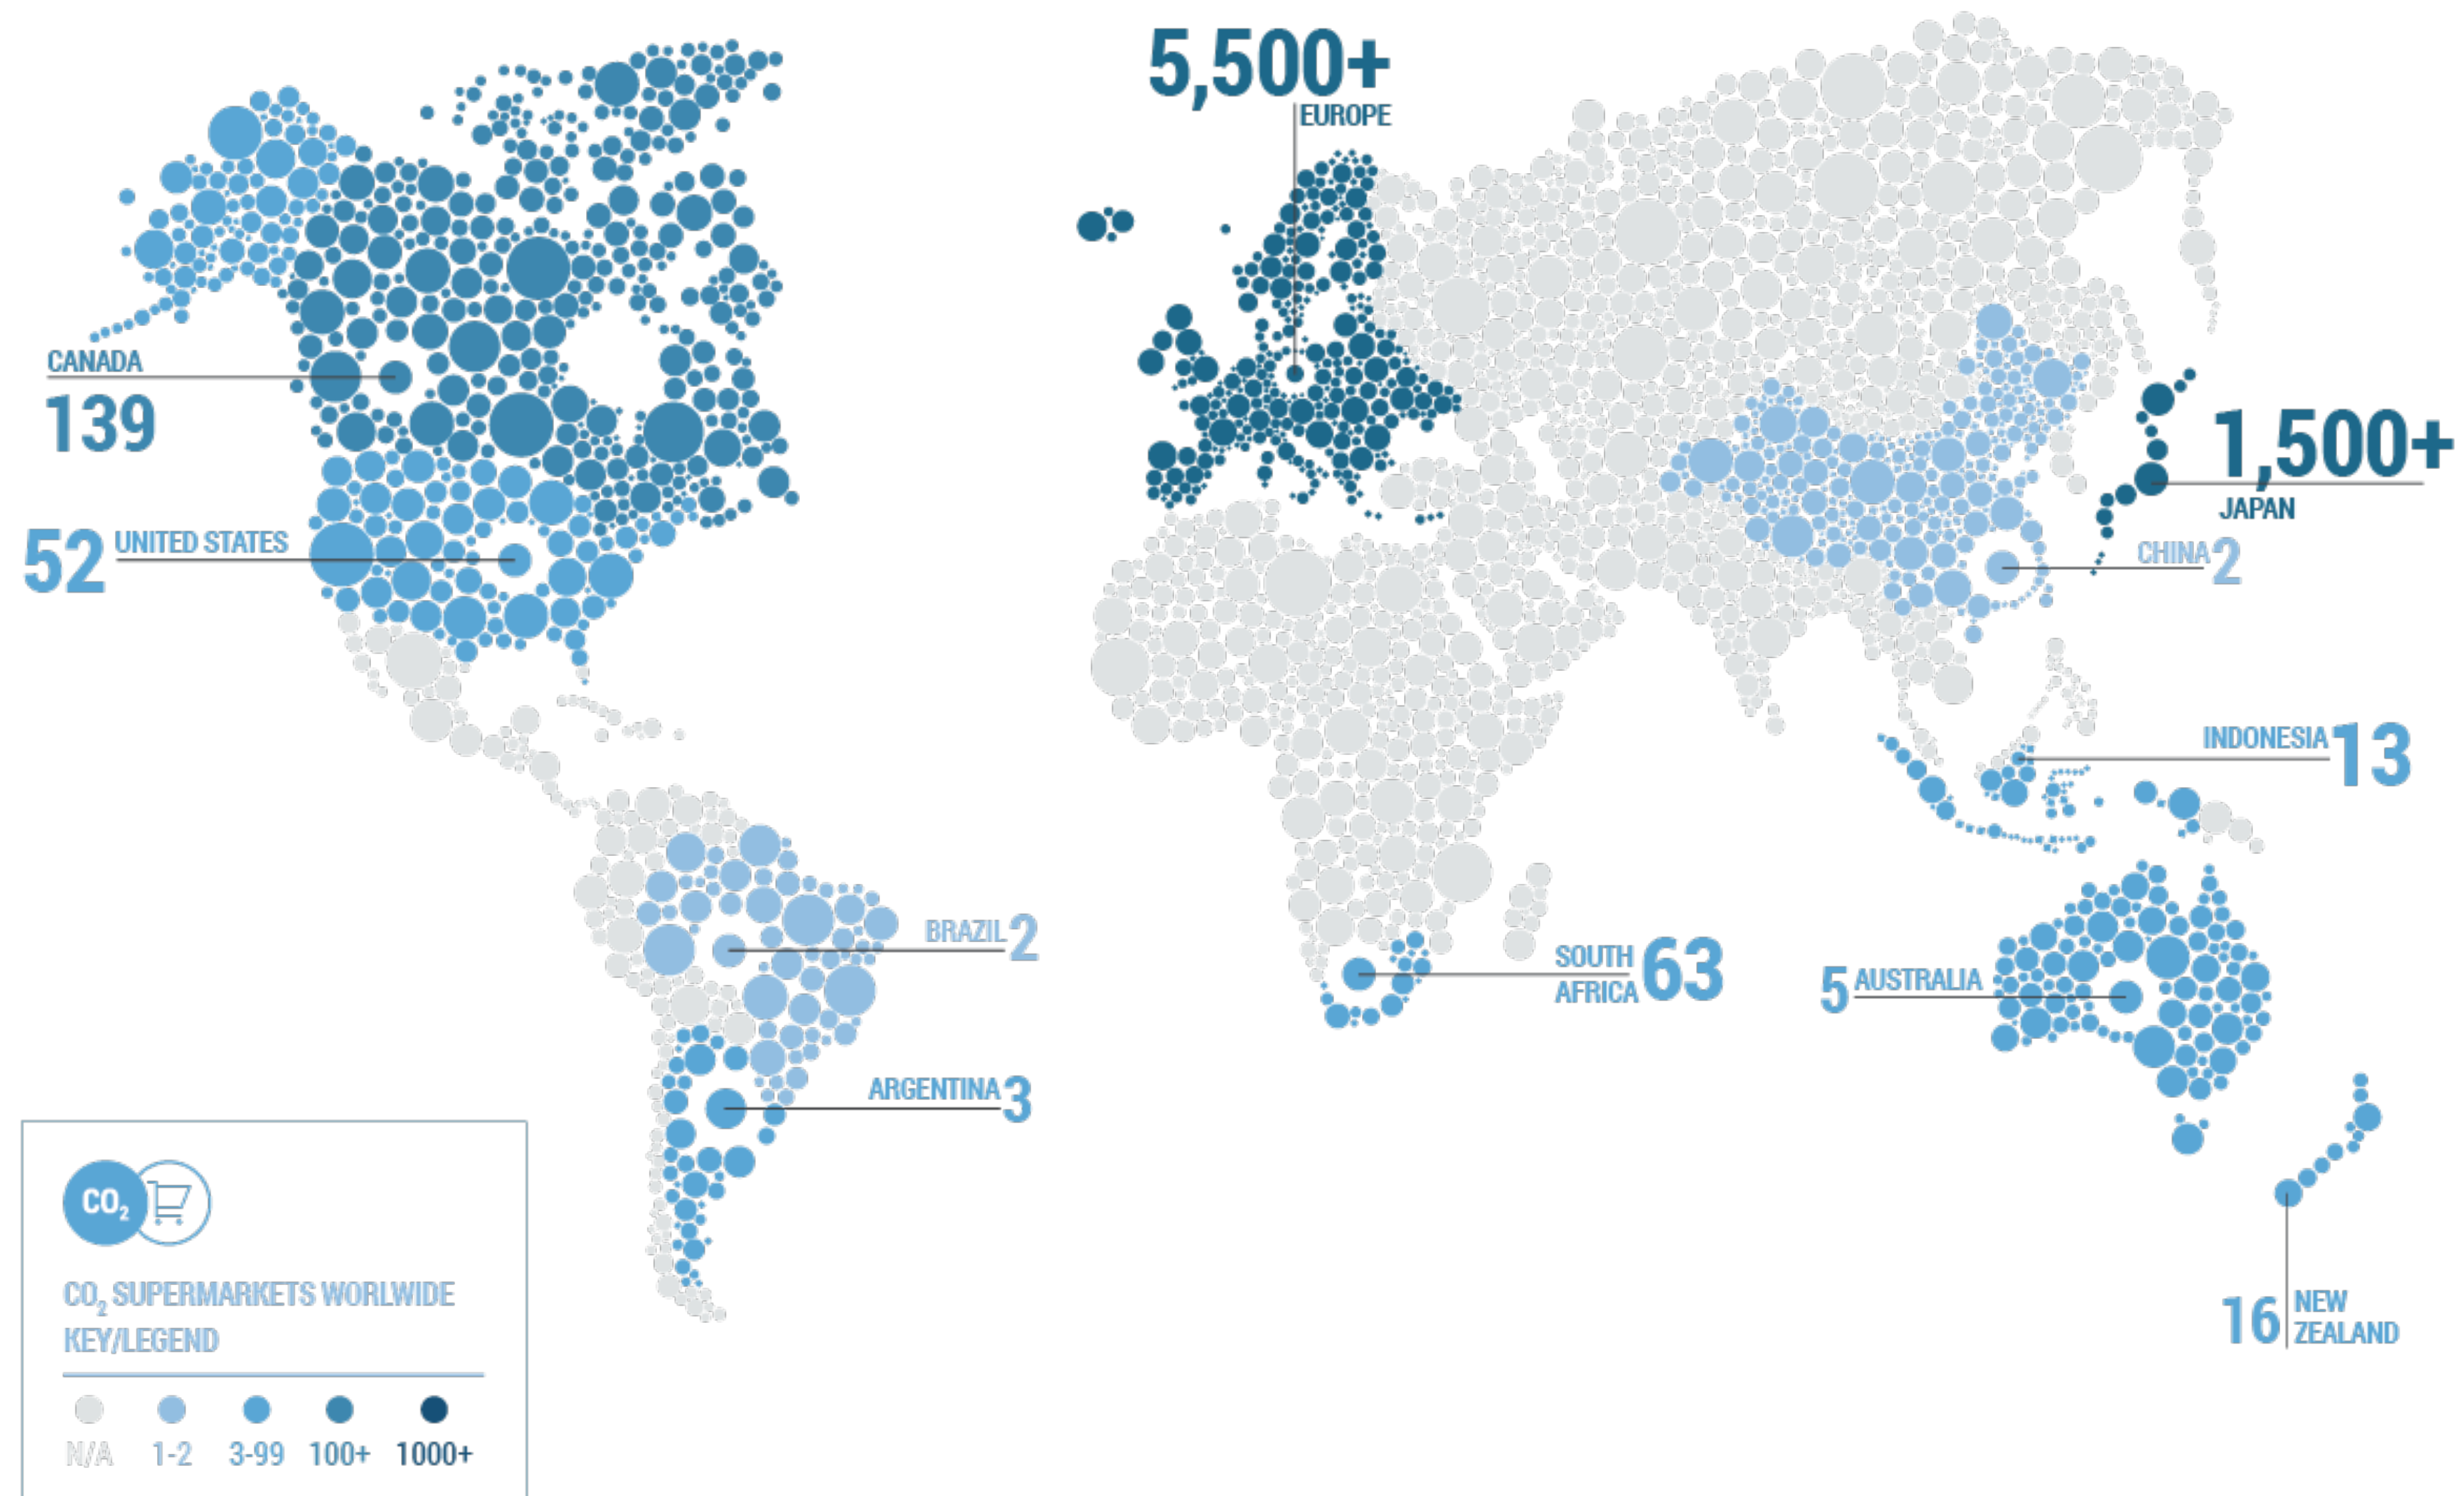 5,500+
EUROPE
CANADA
139
1,500+
JAPAN
52 UNITED STATES
CHINA 2
INDONESIA 13
BRAZIL 2
SOUTH
AFRICA 63
5 AUSTRALIA
ARGENTINA 3
16 NEW
ZEALAND
CO₂
CO₂ SUPERMARKETS WORLWIDE
KEY/LEGEND
N/A 1-2 3-99 100+ 1000+